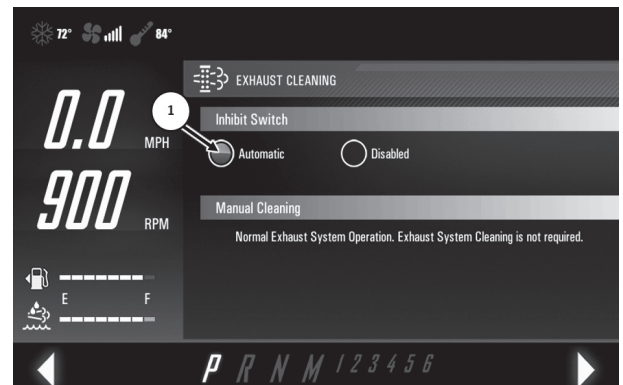 72° 84°
EXHAUST CLEANING
1
Inhibit Switch
0.0 MPH
Automatic Disabled
900 RPM
Manual Cleaning
Normal Exhaust System Operation. Exhaust System Cleaning is not required.
E F
P R N M 1 2 3 4 5 6